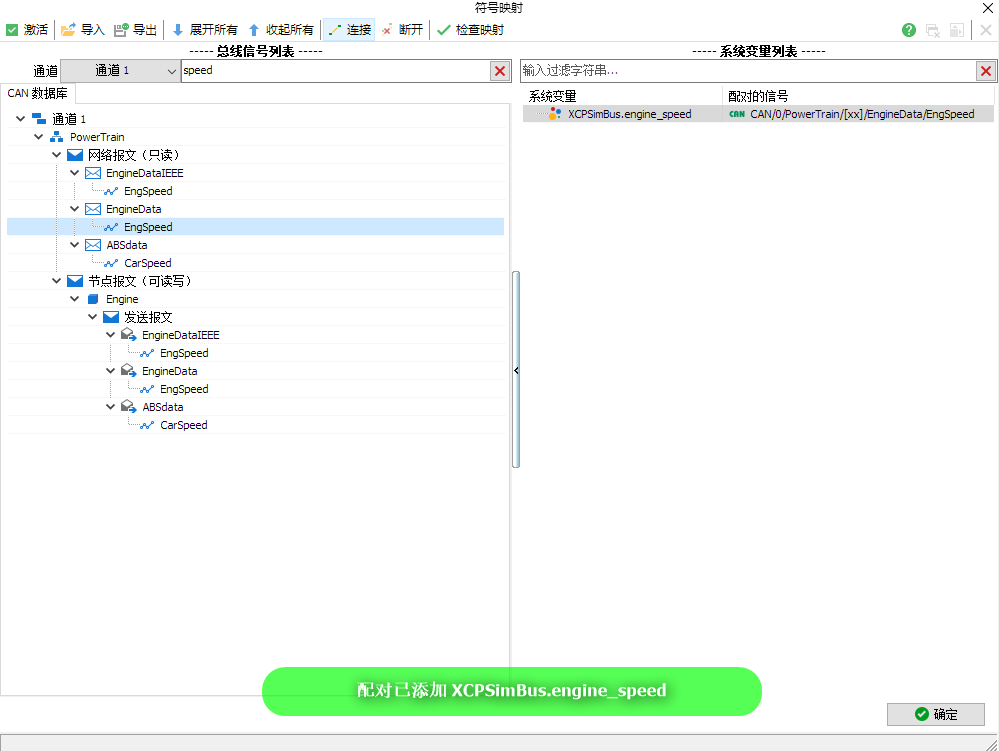 符号映射
激活 导入 导出 展开所有 收起所有 连接 断开 检查映射
----- 总线信号列表 ----- ----- 系统变量列表 -----
通道 通道 1 speed 输入过滤字符串...
CAN 数据库 系统变量 配对的信号
通道 1 XCPSimBus.engine_speed CAN CAN/0/PowerTrain/[xx]/EngineData/EngSpeed
PowerTrain
网络报文（只读）
EngineDataIEEE
EngSpeed
EngineData
EngSpeed
ABSdata
CarSpeed
节点报文（可读写）
Engine
发送报文
EngineDataIEEE
EngSpeed
EngineData
EngSpeed
ABSdata
CarSpeed
配对已添加 XCPSimBus.engine_speed
确定